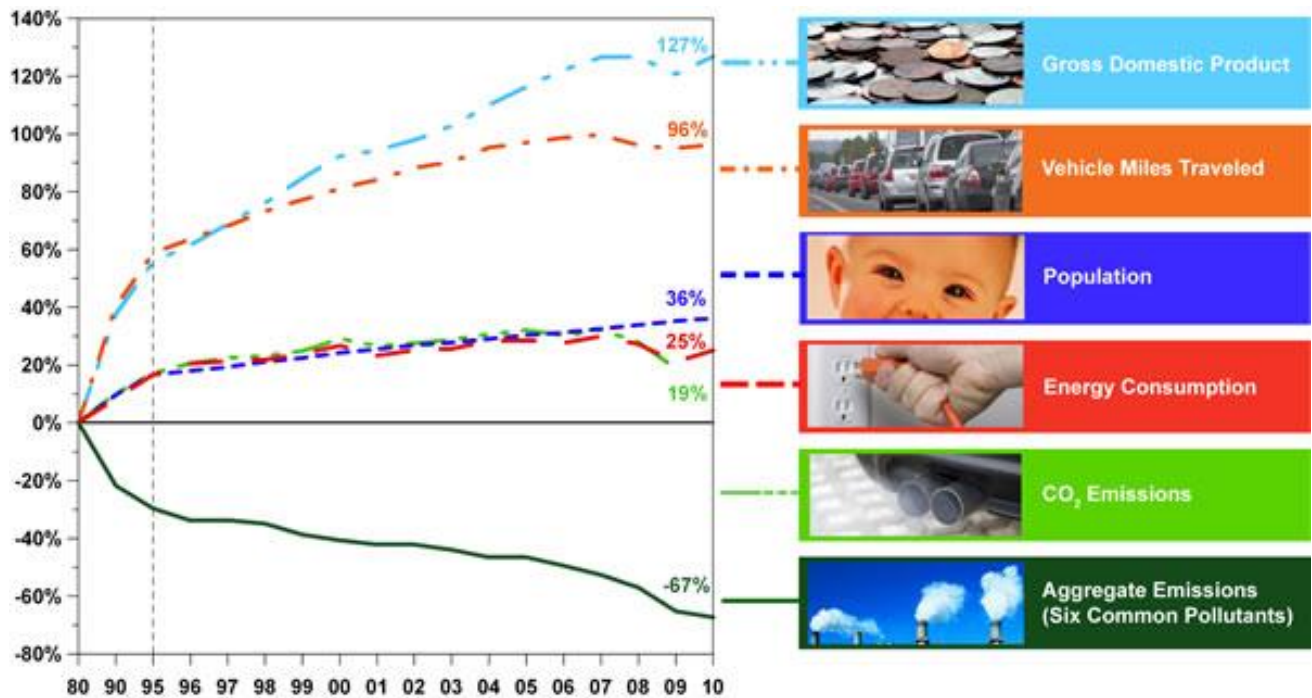 140%
120%
100%
80%
60%
40%
20%
0%
-20%
-40%
-60%
-80%
80 90 95 96 97 98 99 00 01 02 03 04 05 06 07 08 09 10
127%
96%
36%
25%
19%
-67%
Gross Domestic Product
Vehicle Miles Traveled
Population
Energy Consumption
CO₂ Emissions
Aggregate Emissions
(Six Common Pollutants)